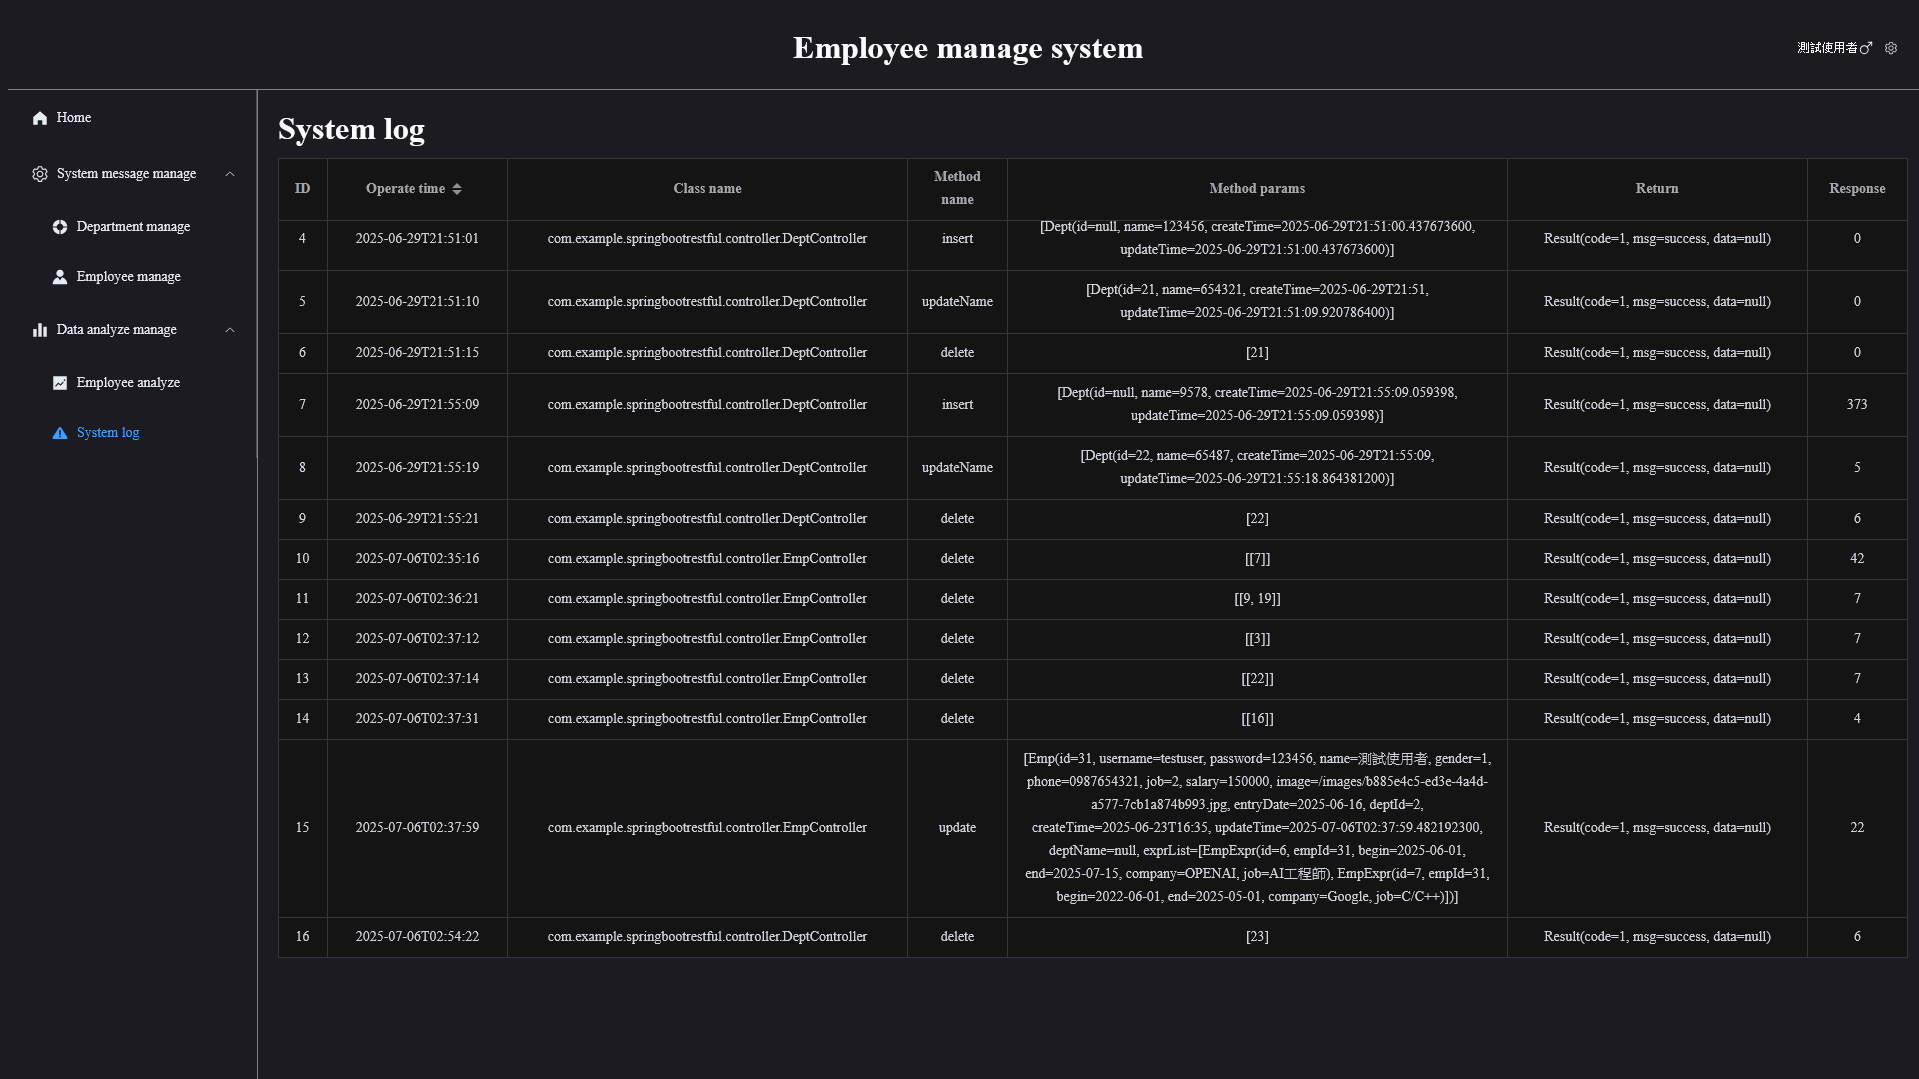 Employee manage system
測試使用者
Home
System message manage
Department manage
Employee manage
Data analyze manage
Employee analyze
System log
System log
ID Operate time Class name Method name Method params Return Response
4 2025-06-29T21:51:01 com.example.springbootrestful.controller.DeptController insert [Dept(id=null, name=123456, createTime=2025-06-29T21:51:00.437673600, updateTime=2025-06-29T21:51:00.437673600)] Result(code=1, msg=success, data=null) 0
5 2025-06-29T21:51:10 com.example.springbootrestful.controller.DeptController updateName [Dept(id=21, name=654321, createTime=2025-06-29T21:51, updateTime=2025-06-29T21:51:09.920786400)] Result(code=1, msg=success, data=null) 0
6 2025-06-29T21:51:15 com.example.springbootrestful.controller.DeptController delete [21] Result(code=1, msg=success, data=null) 0
7 2025-06-29T21:55:09 com.example.springbootrestful.controller.DeptController insert [Dept(id=null, name=9578, createTime=2025-06-29T21:55:09.059398, updateTime=2025-06-29T21:55:09.059398)] Result(code=1, msg=success, data=null) 373
8 2025-06-29T21:55:19 com.example.springbootrestful.controller.DeptController updateName [Dept(id=22, name=65487, createTime=2025-06-29T21:55:09, updateTime=2025-06-29T21:55:18.864381200)] Result(code=1, msg=success, data=null) 5
9 2025-06-29T21:55:21 com.example.springbootrestful.controller.DeptController delete [22] Result(code=1, msg=success, data=null) 6
10 2025-07-06T02:35:16 com.example.springbootrestful.controller.EmpController delete [[7]] Result(code=1, msg=success, data=null) 42
11 2025-07-06T02:36:21 com.example.springbootrestful.controller.EmpController delete [[9, 19]] Result(code=1, msg=success, data=null) 7
12 2025-07-06T02:37:12 com.example.springbootrestful.controller.EmpController delete [[3]] Result(code=1, msg=success, data=null) 7
13 2025-07-06T02:37:14 com.example.springbootrestful.controller.EmpController delete [[22]] Result(code=1, msg=success, data=null) 7
14 2025-07-06T02:37:31 com.example.springbootrestful.controller.EmpController delete [[16]] Result(code=1, msg=success, data=null) 4
15 2025-07-06T02:37:59 com.example.springbootrestful.controller.EmpController update [Emp(id=31, username=testuser, password=123456, name=測試使用者, gender=1, phone=0987654321, job=2, salary=150000, image=/images/b885e4c5-ed3e-4a4d-a577-7cb1a874b993.jpg, entryDate=2025-06-16, deptId=2, createTime=2025-06-23T16:35, updateTime=2025-07-06T02:37:59.482192300, deptName=null, exprList=[EmpExpr(id=6, empId=31, begin=2025-06-01, end=2025-07-15, company=OPENAI, job=AI工程師), EmpExpr(id=7, empId=31, begin=2022-06-01, end=2025-05-01, company=Google, job=C/C++)])] Result(code=1, msg=success, data=null) 22
16 2025-07-06T02:54:22 com.example.springbootrestful.controller.DeptController delete [23] Result(code=1, msg=success, data=null) 6